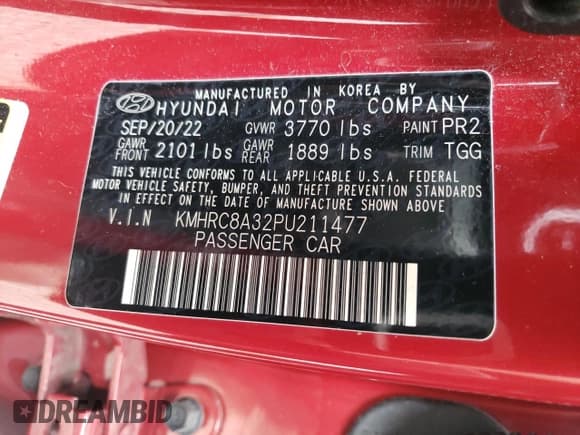 MANUFACTURED IN KOREA BY
HYUNDAI MOTOR COMPANY
SEP/20/22 GVWR 3770 lbs PAINT PR2
GAWR FRONT 2101 lbs GAWR REAR 1889 lbs TRIM TGG
THIS VEHICLE CONFORMS TO ALL APPLICABLE U.S.A. FEDERAL
MOTOR VEHICLE SAFETY, BUMPER, AND THEFT PREVENTION STANDARDS
IN EFFECT ON THE DATE OF MANUFACTURE SHOWN ABOVE
V.I.N KMHRC8A32PU211477
PASSENGER CAR
DREAMBID